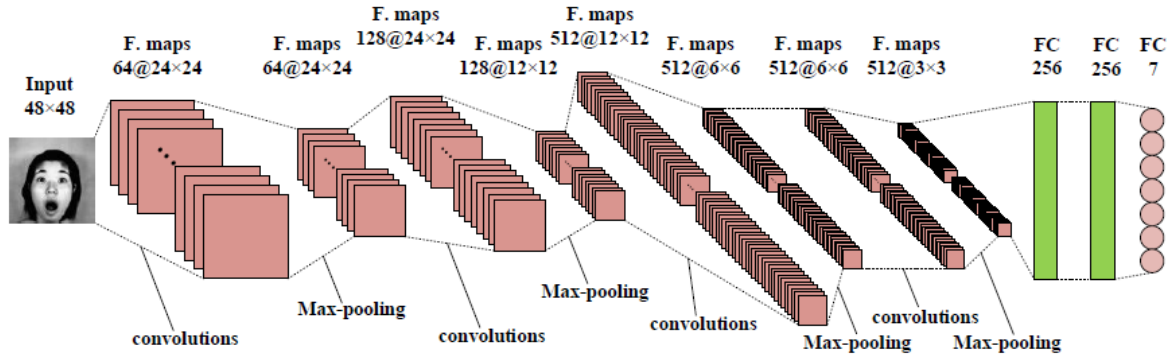 Input
48×48
F. maps
64@24×24
F. maps
64@24×24
F. maps
128@24×24
F. maps
128@12×12
F. maps
512@12×12
F. maps
512@6×6
F. maps
512@6×6
F. maps
512@3×3
FC
256
FC
256
FC
7
convolutions
Max-pooling
convolutions
Max-pooling
convolutions
Max-pooling
convolutions
Max-pooling